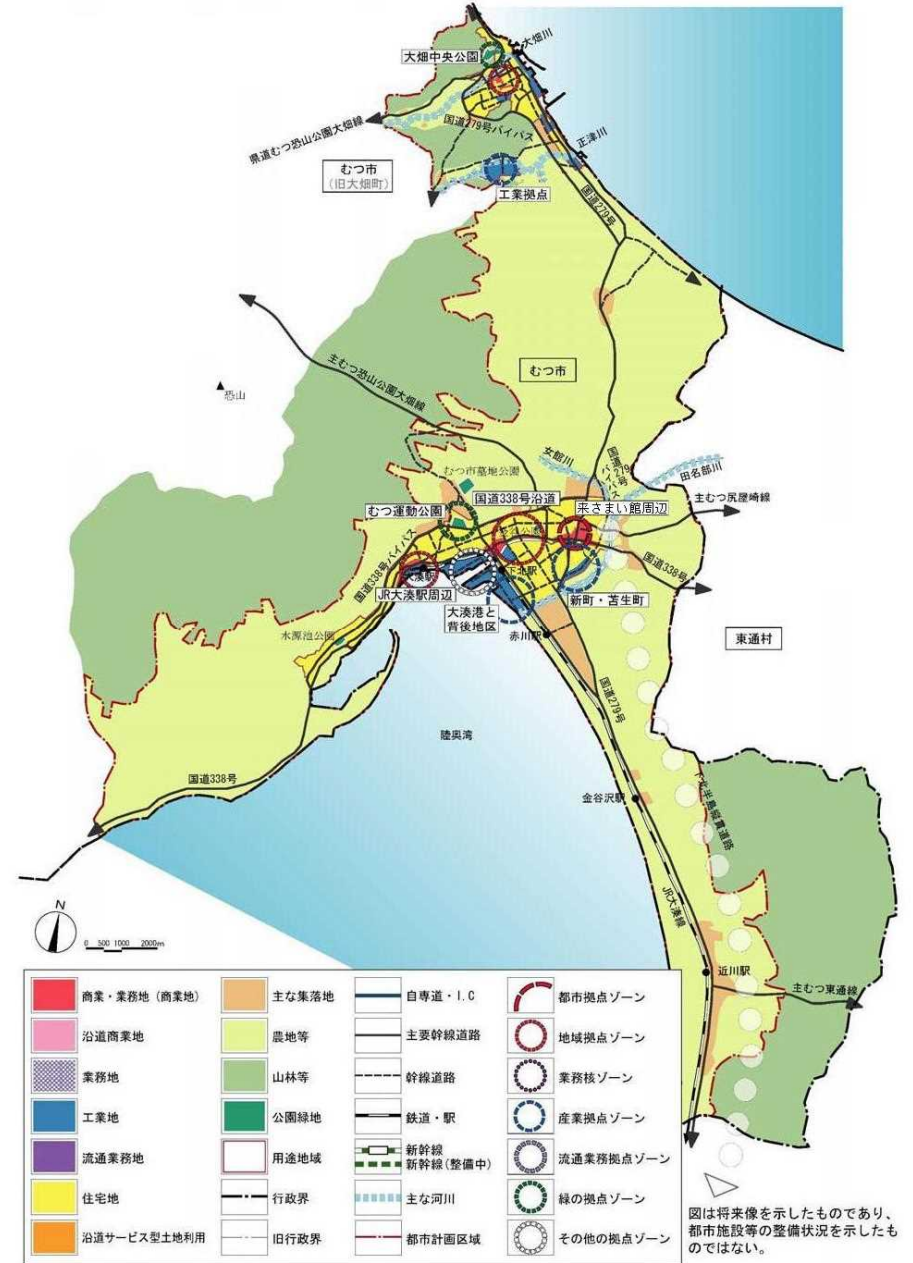 大畑中央公園
大畑川
県道むつ恐山公園大畑線
国道279号バイパス
正津川
むつ市
(旧大畑町)
工業拠点
国道279号
むつ市
主むつ恐山公園大畑線
恐山
女館川
国道279号バイパス
田名部川
むつ市墓地公園
国道338号沿道
来さまい館周辺
主むつ尻屋崎線
むつ運動公園
国道338号バイパス
大湊駅
下北駅
国道338号
JR大湊駅周辺
大湊港と
背後地区
新町・苫生町
水源池公園
赤川駅
東通村
国道279号
陸奥湾
国道338号
金谷沢駅
下北半島縦貫道路
JR大湊線
近川駅
主むつ東通線
N
0 500 1000 2000m
商業・業務地(商業地)
主な集落地
自専道・I.C
都市拠点ゾーン
沿道商業地
農地等
主要幹線道路
地域拠点ゾーン
業務地
山林等
幹線道路
業務核ゾーン
工業地
公園緑地
鉄道・駅
産業拠点ゾーン
流通業務地
用途地域
新幹線
新幹線(整備中)
流通業務拠点ゾーン
住宅地
行政界
主な河川
緑の拠点ゾーン
沿道サービス型土地利用
旧行政界
都市計画区域
その他の拠点ゾーン
図は将来像を示したものであり、
都市施設等の整備状況を示したも
のではない。